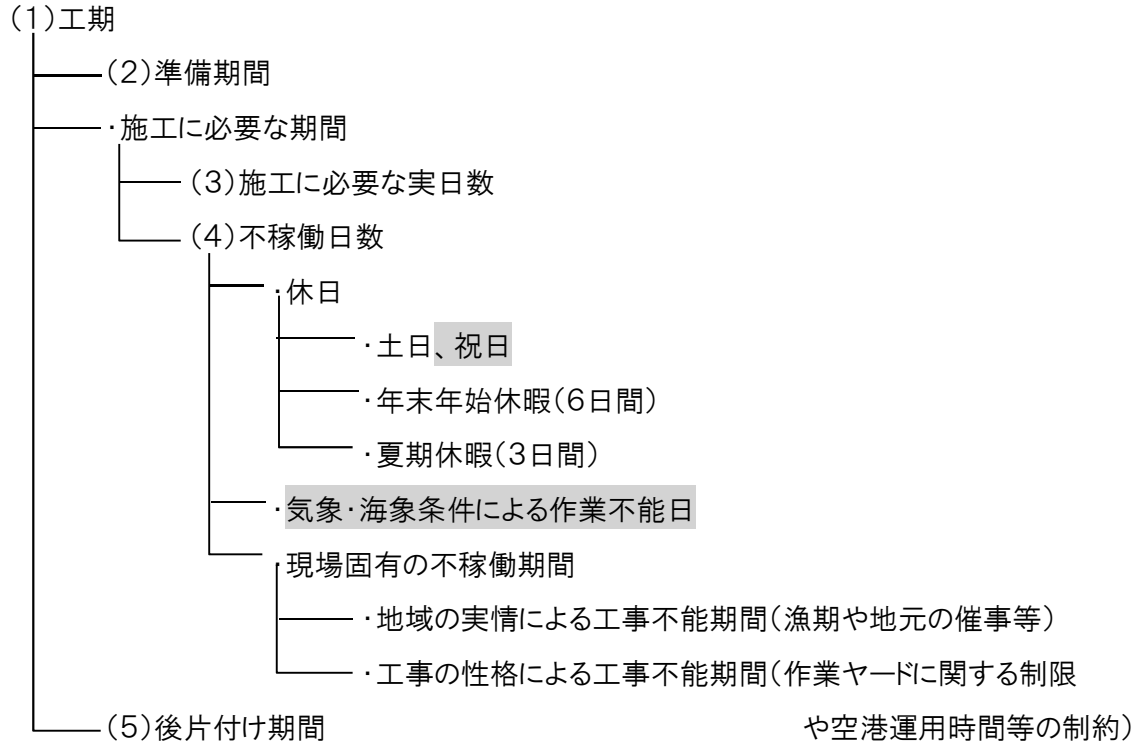 (1)工期
(2)準備期間
・施工に必要な期間
(3)施工に必要な実日数
(4)不稼働日数
・休日
・土日、祝日
・年末年始休暇(6日間)
・夏期休暇(3日間)
・気象・海象条件による作業不能日
・現場固有の不稼働期間
・地域の実情による工事不能期間(漁期や地元の催事等)
・工事の性格による工事不能期間(作業ヤードに関する制限
や空港運用時間等の制約)
(5)後片付け期間